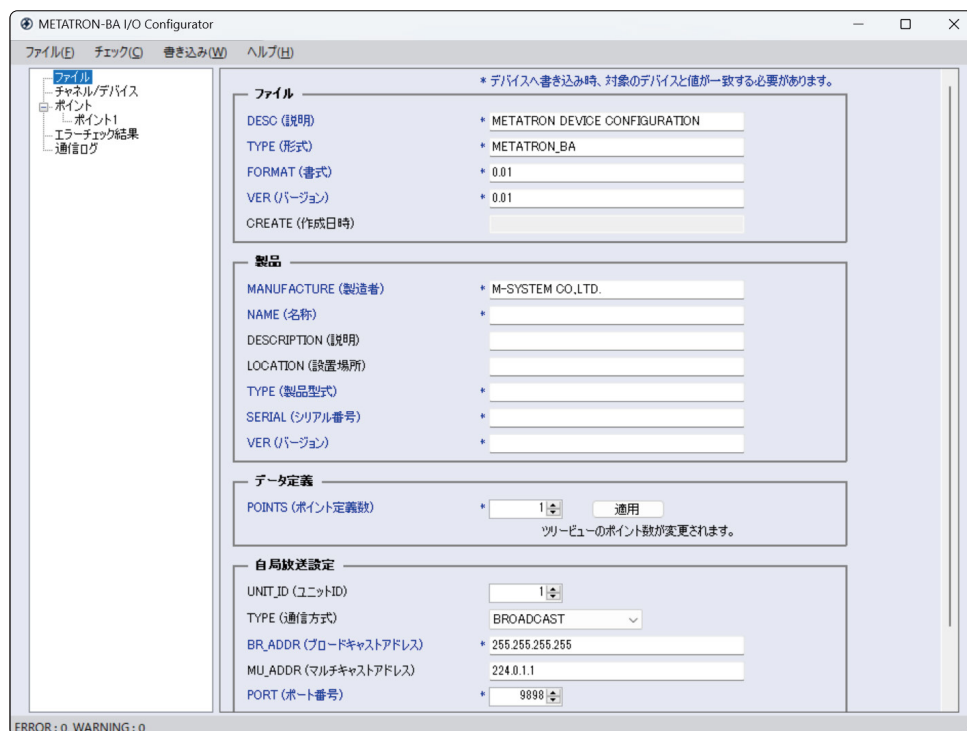 METATRON-BA I/O Configurator
ファイル(F) チェック(C) 書き込み(W) ヘルプ(H)
ファイル
チャネル/デバイス
ポイント
ポイント1
エラーチェック結果
通信ログ
* デバイスへ書き込み時、対象のデバイスと値が一致する必要があります。
ファイル
DESC (説明) * METATRON DEVICE CONFIGURATION
TYPE (形式) * METATRON_BA
FORMAT (書式) * 0.01
VER (バージョン) * 0.01
CREATE (作成日時)
製品
MANUFACTURE (製造者) * M-SYSTEM CO.,LTD.
NAME (名称) *
DESCRIPTION (説明)
LOCATION (設置場所)
TYPE (製品型式) *
SERIAL (シリアル番号) *
VER (バージョン) *
データ定義
POINTS (ポイント定義数) * 1 適用
ツリービューのポイント数が変更されます。
自局放送設定
UNIT_ID (ユニットID) 1
TYPE (通信方式) BROADCAST
BR_ADDR (ブロードキャストアドレス) * 255.255.255.255
MU_ADDR (マルチキャストアドレス) 224.0.1.1
PORT (ポート番号) * 9898
ERROR : 0 WARNING : 0